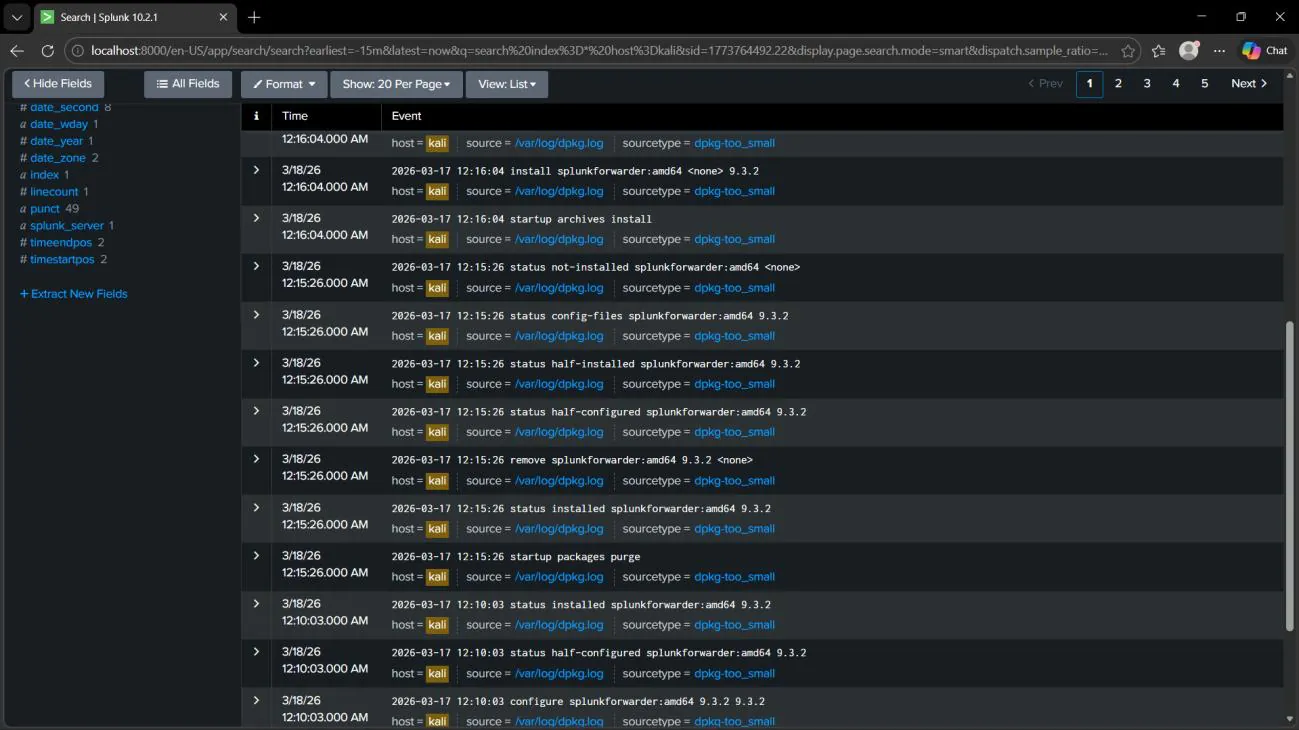 Search | Splunk 10.2.1
localhost:8000/en-US/app/search/search?earliest=-15m&latest=now&q=search%20index%3D*%20host%3Dkali&sid=1773764492.22&display.page.search.mode=smart&dispatch.sample_ratio=...
Chat
Hide Fields
All Fields
Format
Show: 20 Per Page
View: List
Prev
1
2
3
4
5
Next
# date_second 8
a date_wday 1
# date_year 1
# date_zone 2
a index 1
# linecount 1
a punct 49
a splunk_server 1
# timeendpos 2
# timestartpos 2
+ Extract New Fields
i
Time
Event
12:16:04.000 AM
host = kali source = /var/log/dpkg.log sourcetype = dpkg-too_small
3/18/26
12:16:04.000 AM
2026-03-17 12:16:04 install splunkforwarder:amd64 <none> 9.3.2
host = kali source = /var/log/dpkg.log sourcetype = dpkg-too_small
3/18/26
12:16:04.000 AM
2026-03-17 12:16:04 startup archives install
host = kali source = /var/log/dpkg.log sourcetype = dpkg-too_small
3/18/26
12:15:26.000 AM
2026-03-17 12:15:26 status not-installed splunkforwarder:amd64 <none>
host = kali source = /var/log/dpkg.log sourcetype = dpkg-too_small
3/18/26
12:15:26.000 AM
2026-03-17 12:15:26 status config-files splunkforwarder:amd64 9.3.2
host = kali source = /var/log/dpkg.log sourcetype = dpkg-too_small
3/18/26
12:15:26.000 AM
2026-03-17 12:15:26 status half-installed splunkforwarder:amd64 9.3.2
host = kali source = /var/log/dpkg.log sourcetype = dpkg-too_small
3/18/26
12:15:26.000 AM
2026-03-17 12:15:26 status half-configured splunkforwarder:amd64 9.3.2
host = kali source = /var/log/dpkg.log sourcetype = dpkg-too_small
3/18/26
12:15:26.000 AM
2026-03-17 12:15:26 remove splunkforwarder:amd64 9.3.2 <none>
host = kali source = /var/log/dpkg.log sourcetype = dpkg-too_small
3/18/26
12:15:26.000 AM
2026-03-17 12:15:26 status installed splunkforwarder:amd64 9.3.2
host = kali source = /var/log/dpkg.log sourcetype = dpkg-too_small
3/18/26
12:15:26.000 AM
2026-03-17 12:15:26 startup packages purge
host = kali source = /var/log/dpkg.log sourcetype = dpkg-too_small
3/18/26
12:10:03.000 AM
2026-03-17 12:10:03 status installed splunkforwarder:amd64 9.3.2
host = kali source = /var/log/dpkg.log sourcetype = dpkg-too_small
3/18/26
12:10:03.000 AM
2026-03-17 12:10:03 status half-configured splunkforwarder:amd64 9.3.2
host = kali source = /var/log/dpkg.log sourcetype = dpkg-too_small
3/18/26
12:10:03.000 AM
2026-03-17 12:10:03 configure splunkforwarder:amd64 9.3.2 9.3.2
host = kali source = /var/log/dpkg.log sourcetype = dpkg-too_small